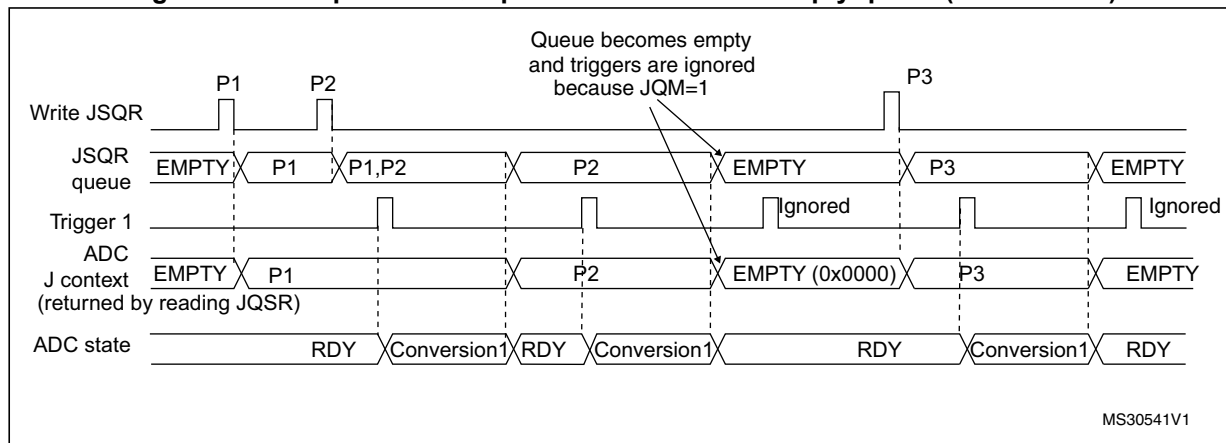 Queue becomes empty
and triggers are ignored
because JQM=1
P1
P2
P3
Write JSQR
JSQR
queue
EMPTY
P1
P1,P2
P2
EMPTY
P3
EMPTY
Trigger 1
Ignored
Ignored
ADC
J context
(returned by reading JQSR)
EMPTY
P1
P2
EMPTY (0x0000)
P3
EMPTY
ADC state
RDY
Conversion1
RDY
Conversion1
RDY
Conversion1
RDY
MS30541V1